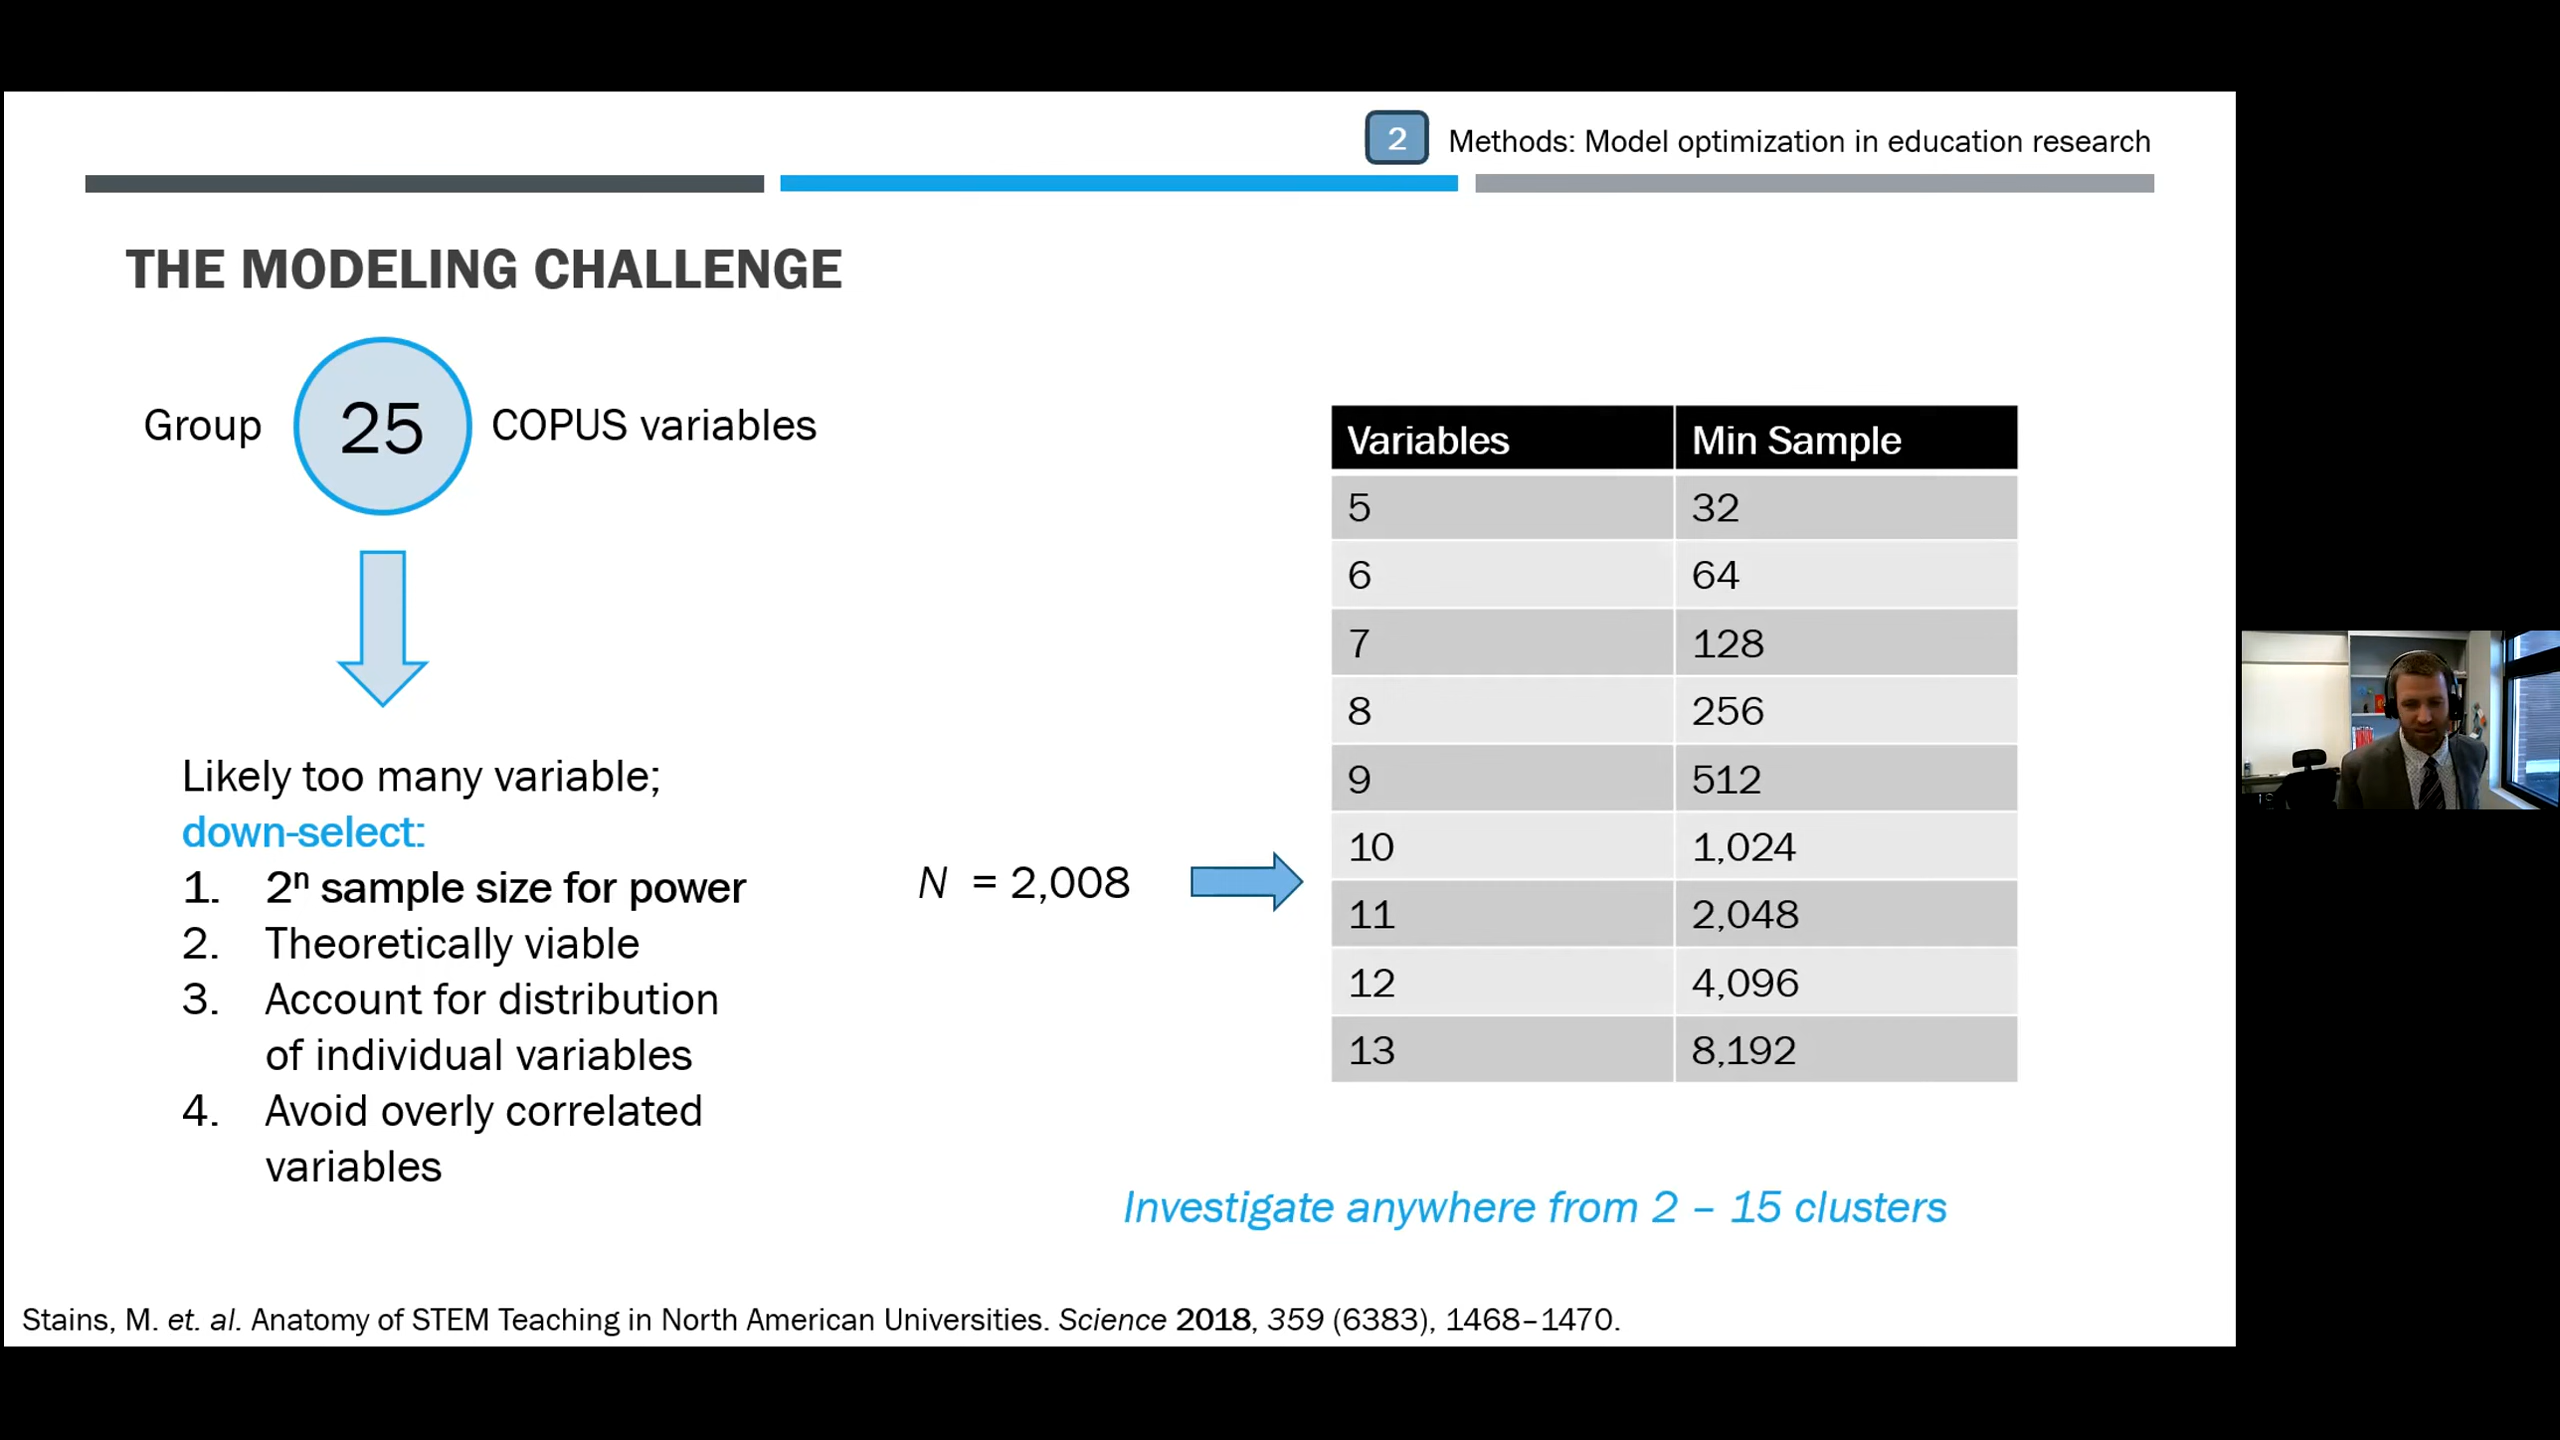 2 Methods: Model optimization in education research
THE MODELING CHALLENGE
Group 25 COPUS variables
Likely too many variable;
down-select:
1. 2ⁿ sample size for power
2. Theoretically viable
3. Account for distribution
of individual variables
4. Avoid overly correlated
variables
N = 2,008
Variables Min Sample
5 32
6 64
7 128
8 256
9 512
10 1,024
11 2,048
12 4,096
13 8,192
Investigate anywhere from 2 – 15 clusters
Stains, M. et. al. Anatomy of STEM Teaching in North American Universities. Science 2018, 359 (6383), 1468–1470.